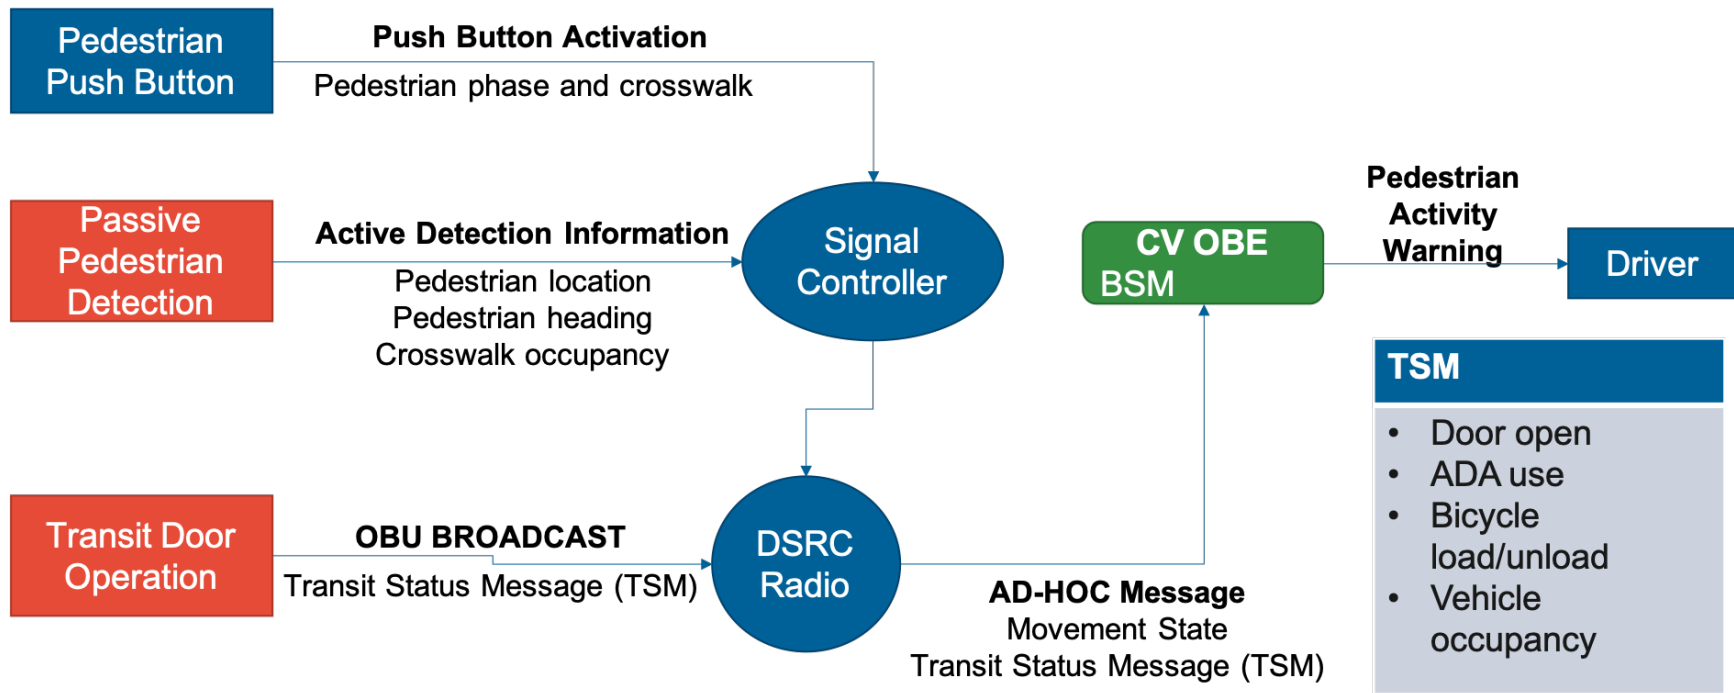 Pedestrian
Push Button
Push Button Activation
Pedestrian phase and crosswalk
Passive
Pedestrian
Detection
Active Detection Information
Pedestrian location
Pedestrian heading
Crosswalk occupancy
Signal
Controller
CV OBE
BSM
Pedestrian
Activity
Warning
Driver
Transit Door
Operation
OBU BROADCAST
Transit Status Message (TSM)
DSRC
Radio
AD-HOC Message
Movement State
Transit Status Message (TSM)
TSM
• Door open
• ADA use
• Bicycle
load/unload
• Vehicle
occupancy